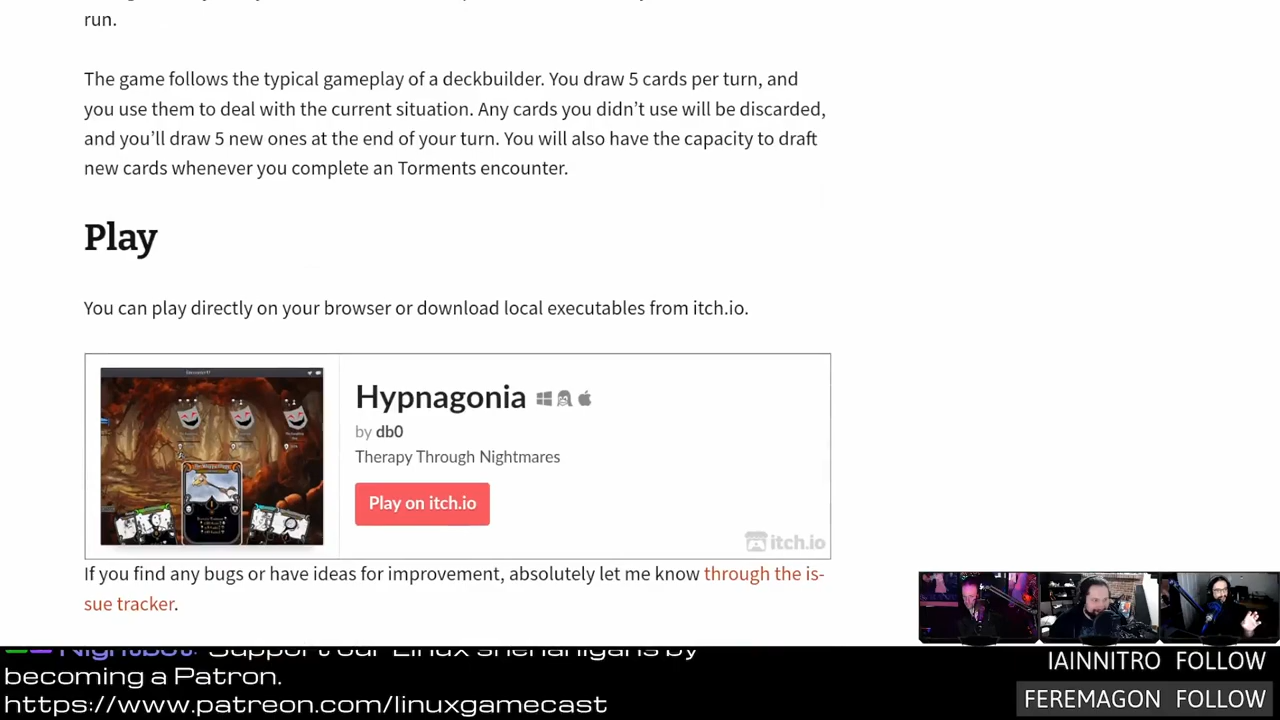 run.
The game follows the typical gameplay of a deckbuilder. You draw 5 cards per turn, and
you use them to deal with the current situation. Any cards you didn’t use will be discarded,
and you’ll draw 5 new ones at the end of your turn. You will also have the capacity to draft
new cards whenever you complete an Torments encounter.
Play
You can play directly on your browser or download local executables from itch.io.
Hypnagonia
by db0
Therapy Through Nightmares
Play on itch.io
itch.io
If you find any bugs or have ideas for improvement, absolutely let me know through the is-
sue tracker.
Nightbot: Support our Linux shenanigans by
becoming a Patron.
https://www.patreon.com/linuxgamecast
IAINNITRO FOLLOW
FEREMAGON FOLLOW